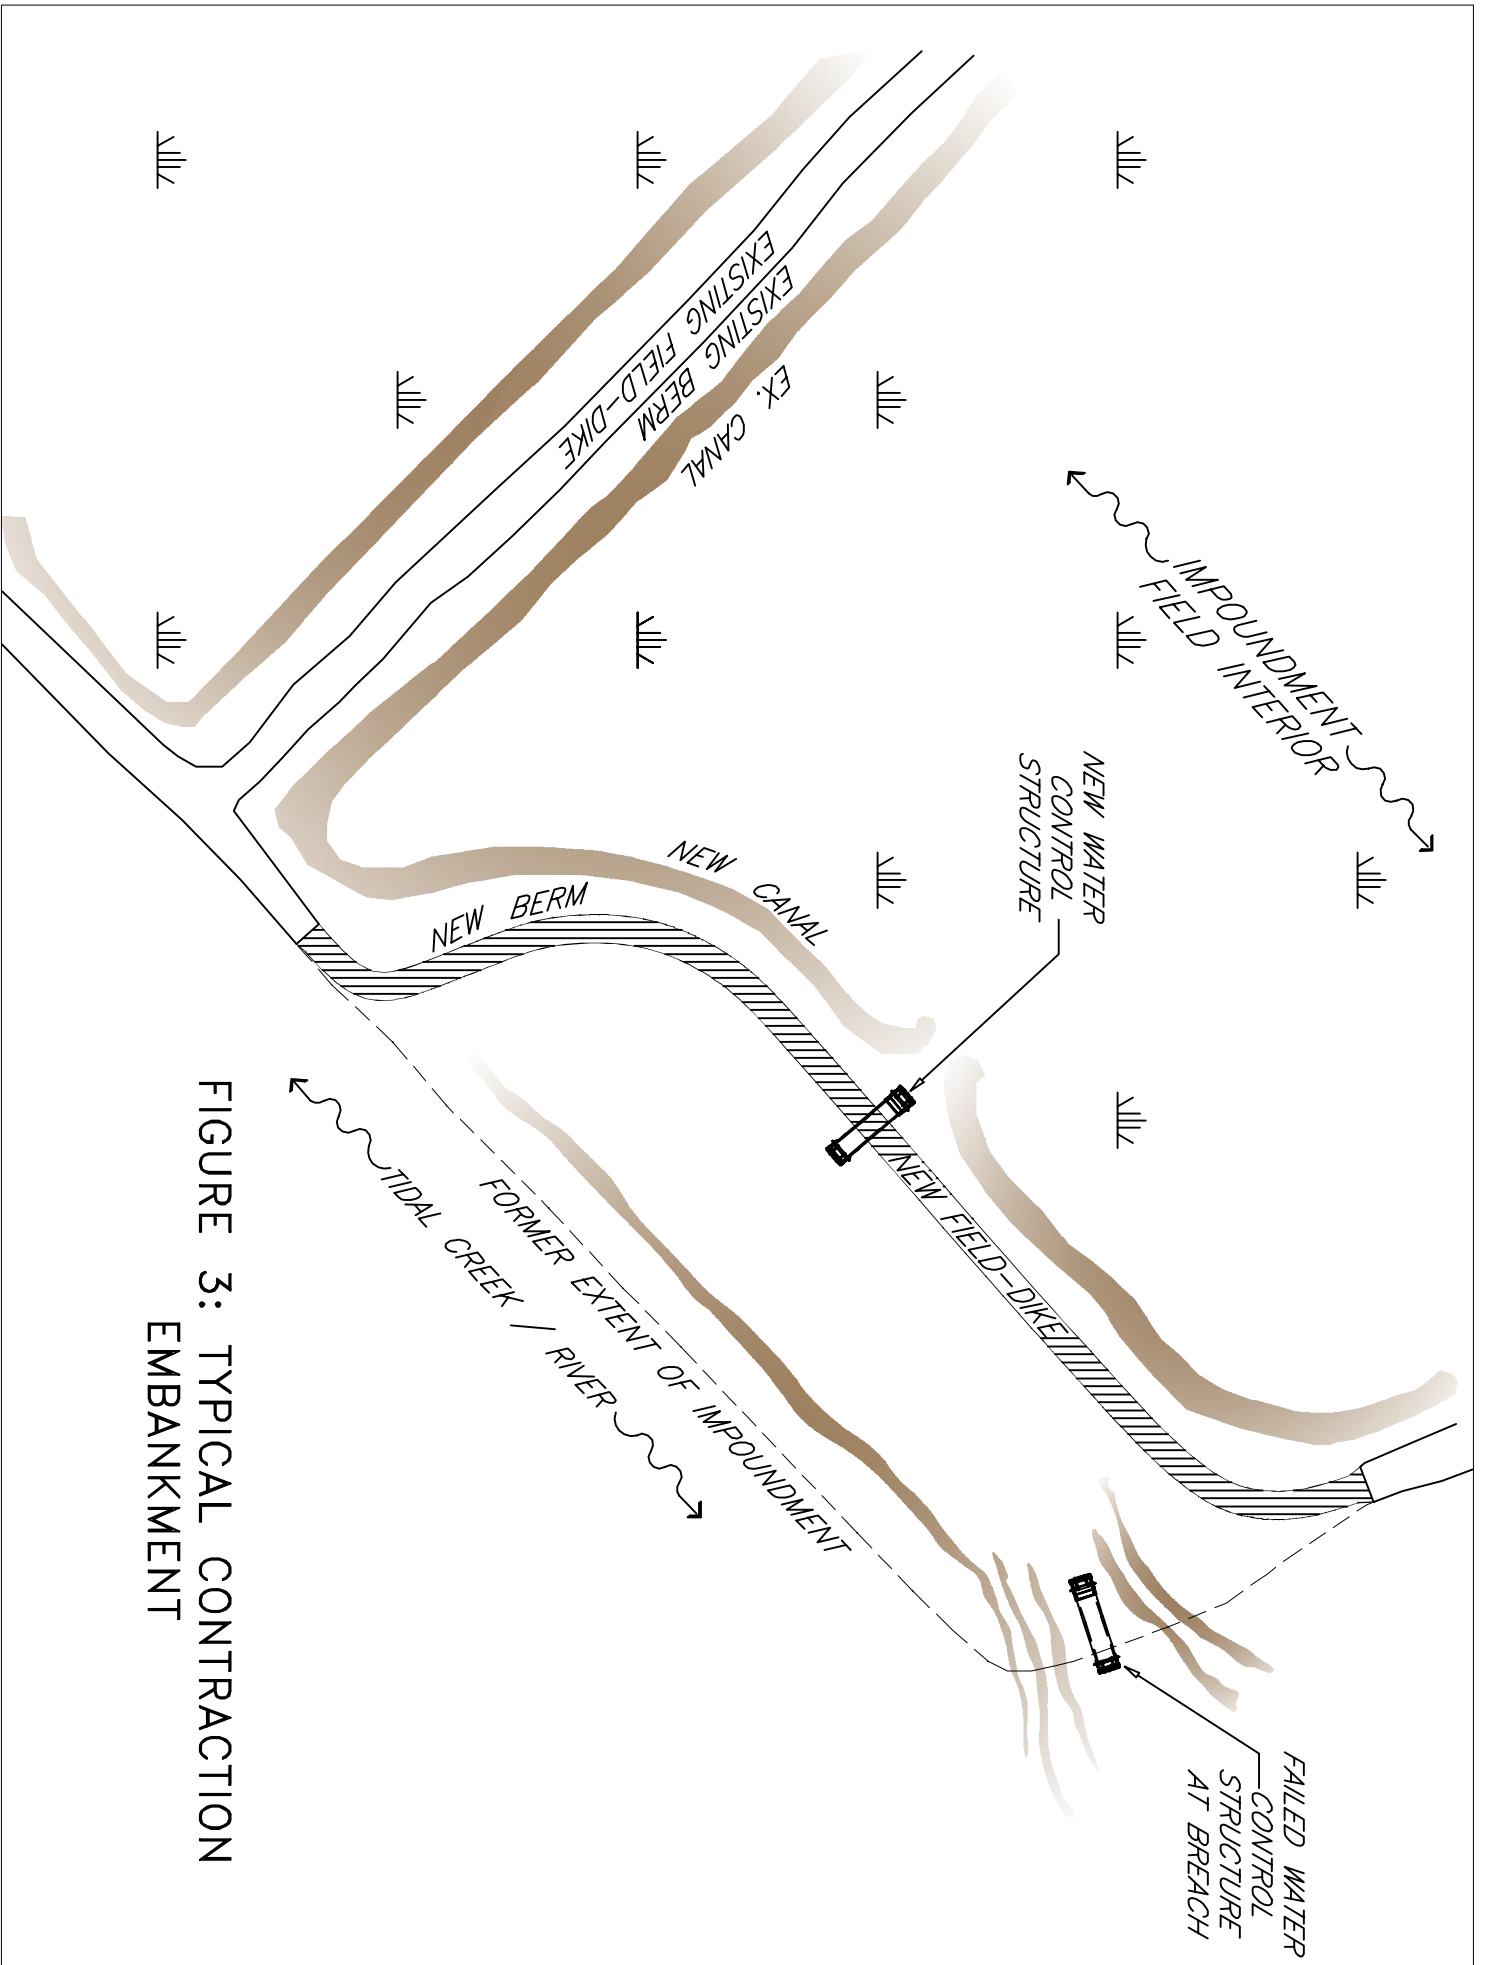 IMPOUNDMENT
FIELD INTERIOR
EX. CANAL
EXISTING BERM
EXISTING FIELD-DIKE
NEW WATER
CONTROL
STRUCTURE
NEW CANAL
NEW BERM
NEW FIELD-DIKE
FAILED WATER
CONTROL
STRUCTURE
AT BREACH
FORMER EXTENT OF IMPOUNDMENT
TIDAL CREEK / RIVER
FIGURE 3: TYPICAL CONTRACTION
EMBANKMENT